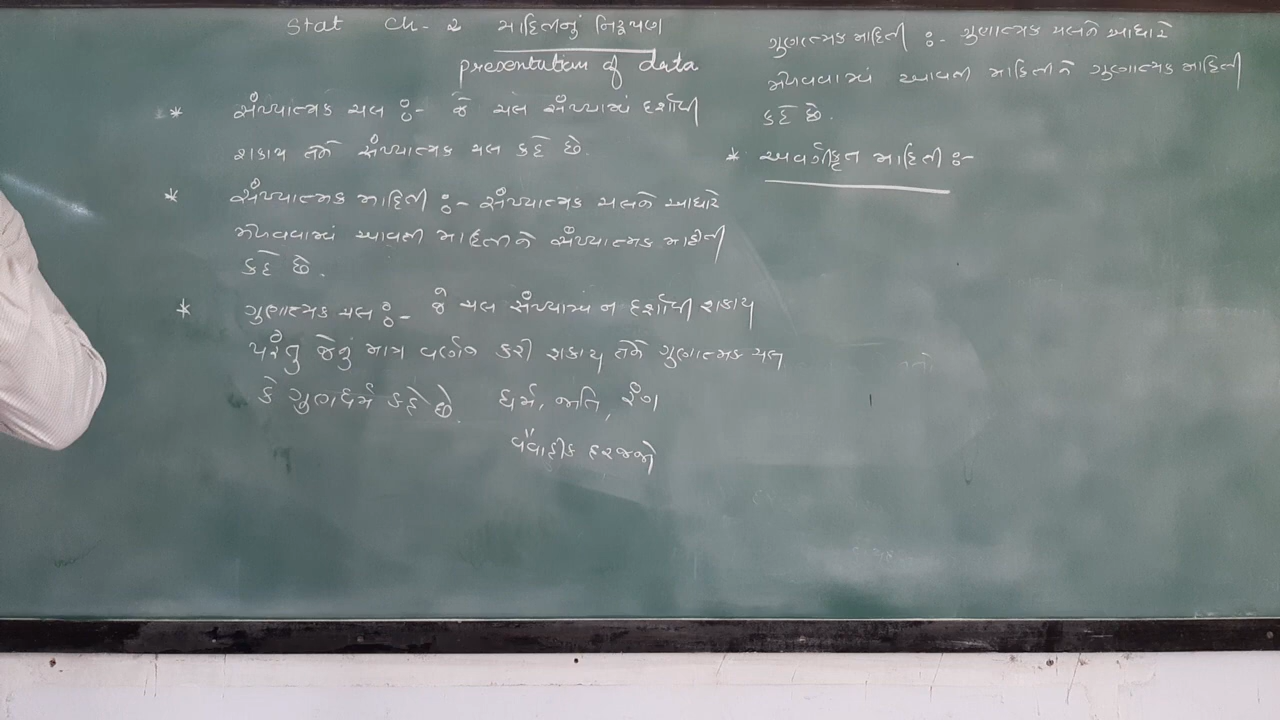 Stat Ch-2 માહિતીનું નિરૂપણ
presentation of data
* સંખ્યાત્મક ચલ :- જે ચલ સંખ્યામાં દર્શાવી
શકાય તેને સંખ્યાત્મક ચલ કહે છે.
* સંખ્યાત્મક માહિતી :- સંખ્યાત્મક ચલને આધારે
મેળવવામાં આવતી માહિતીને સંખ્યાત્મક માહીતી
કહે છે.
* ગુણાત્મક ચલ :- જે ચલ સંખ્યામાં ન દર્શાવી શકાય
પરંતુ જેનું માત્ર વર્ણન કરી શકાય તેને ગુણાત્મક ચલ
કે ગુણધર્મ કહે છે. ધર્મ, જાતિ, રંગ
વૈવાહીક દરજજો
ગુણાત્મક માહિતી :- ગુણાત્મક ચલને આધારે
મેળવવામાં આવતી માહિતીને ગુણાત્મક માહિતી
કહે છે.
* અવર્ગીકૃત માહિતી :-